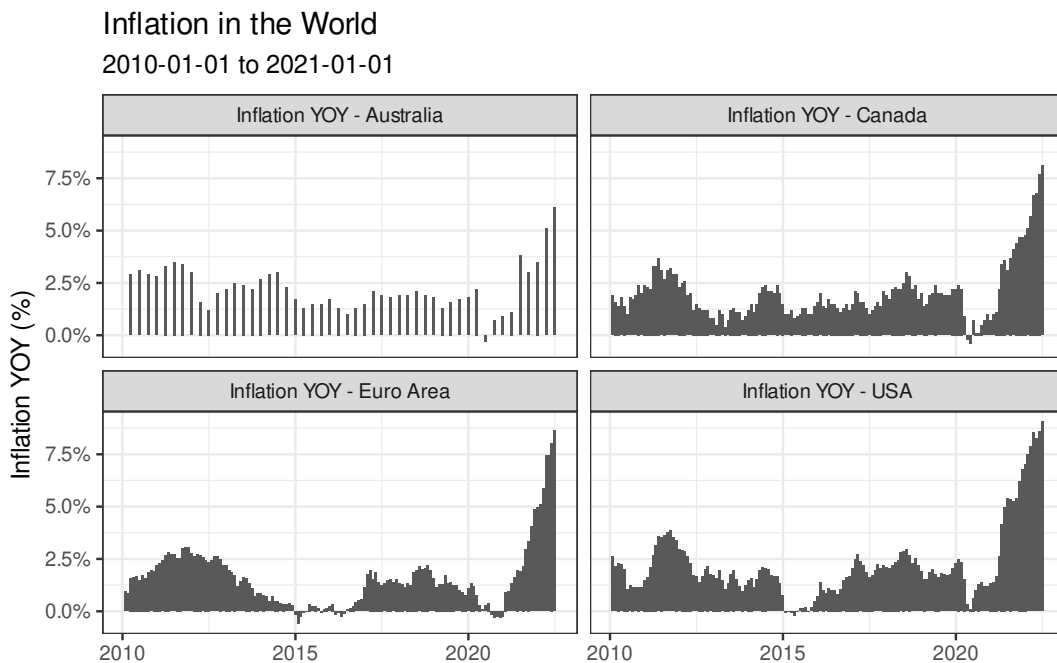 Inflation in the World
2010-01-01 to 2021-01-01
Inflation YOY - Australia
Inflation YOY - Canada
7.5%
5.0%
2.5%
0.0%
Inflation YOY (%)
Inflation YOY - Euro Area
Inflation YOY - USA
7.5%
5.0%
2.5%
0.0%
2010 2015 2020 2010 2015 2020